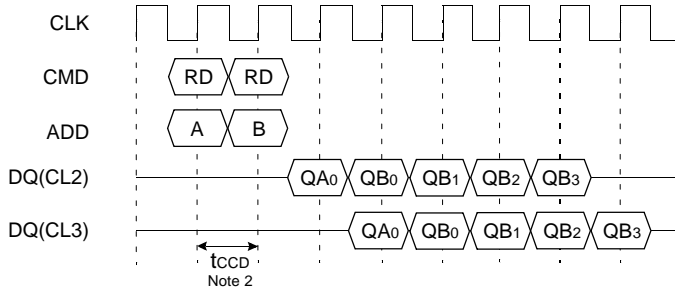 CLK
CMD RD RD
ADD A B
DQ(CL2) QA0 QB0 QB1 QB2 QB3
DQ(CL3) QA0 QB0 QB1 QB2 QB3
tCCD
Note 2